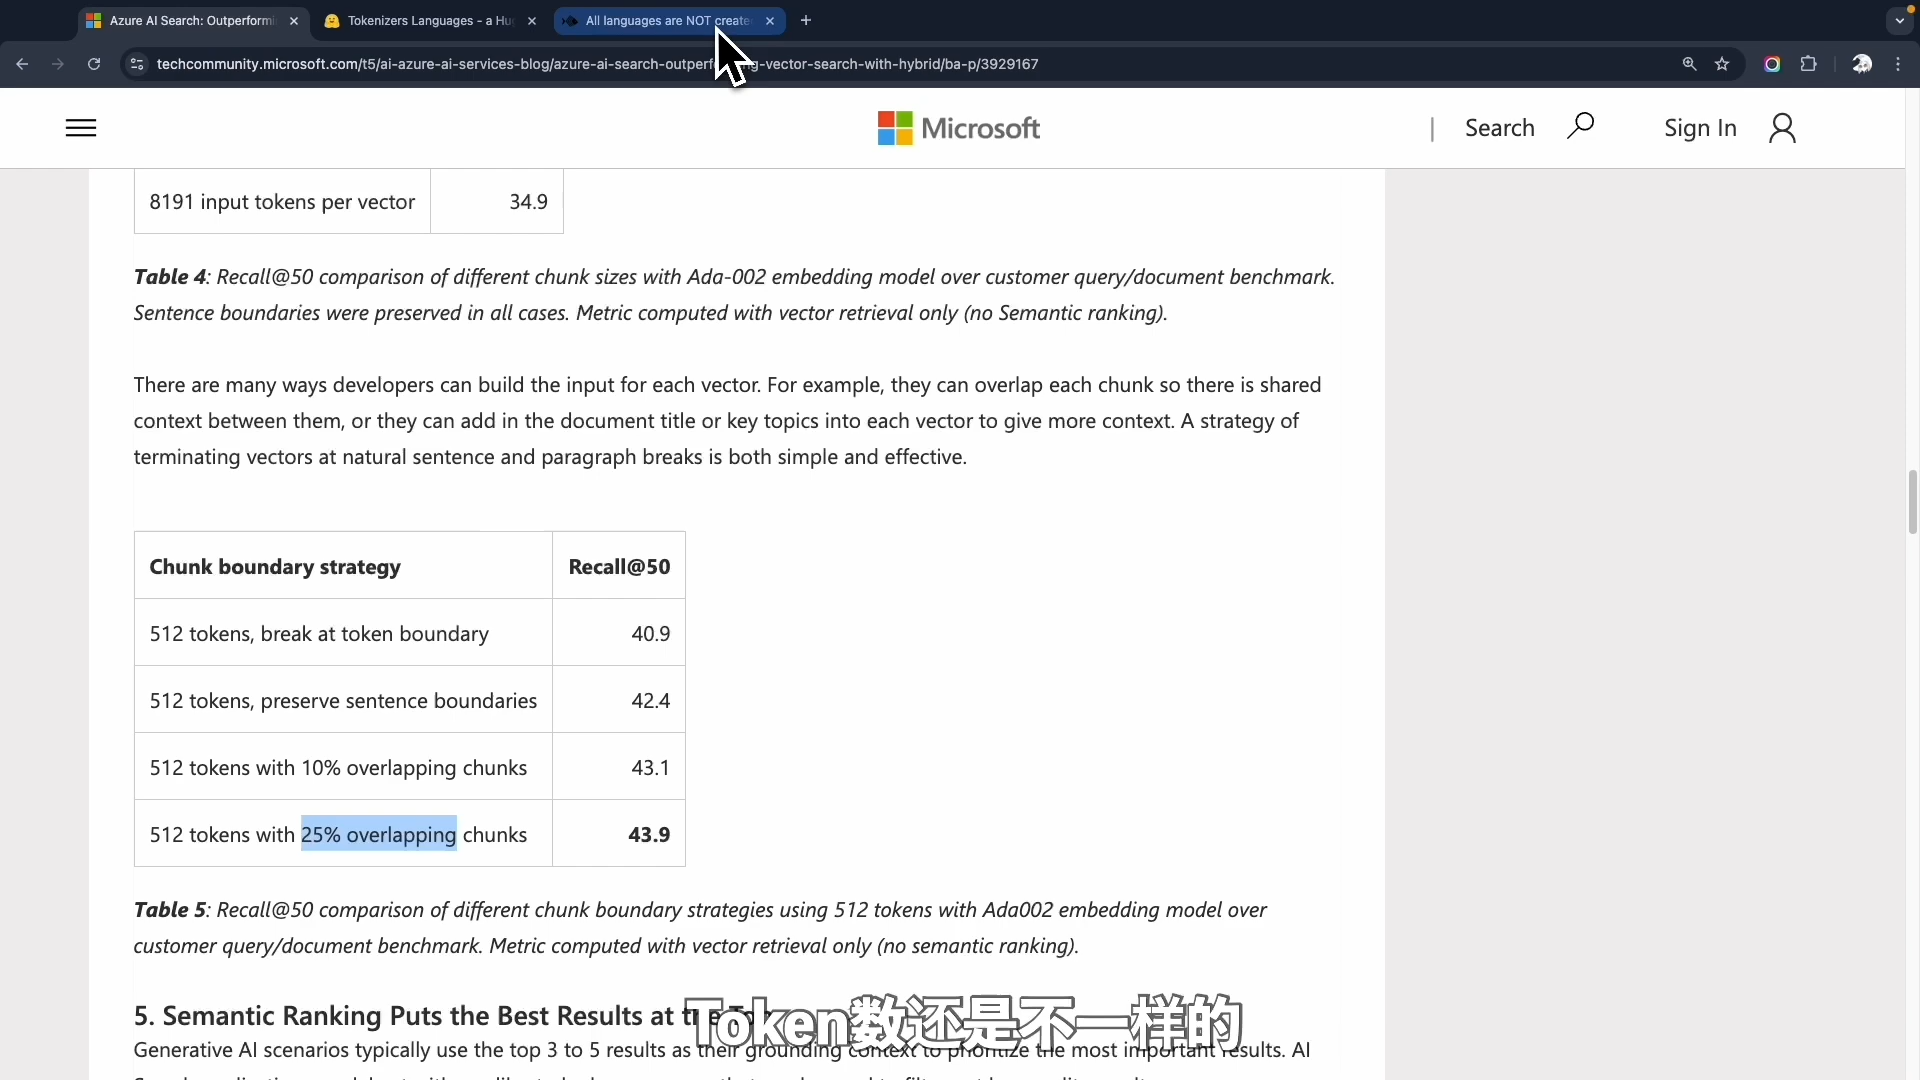 Azure AI Search: Outperformi
Tokenizers Languages - a Hu
All languages are NOT create
techcommunity.microsoft.com/t5/ai-azure-ai-services-blog/azure-ai-search-outperf ng-vector-search-with-hybrid/ba-p/3929167
Microsoft
| Search
Sign In
8191 input tokens per vector 34.9
Table 4: Recall@50 comparison of different chunk sizes with Ada-002 embedding model over customer query/document benchmark.
Sentence boundaries were preserved in all cases. Metric computed with vector retrieval only (no Semantic ranking).
There are many ways developers can build the input for each vector. For example, they can overlap each chunk so there is shared
context between them, or they can add in the document title or key topics into each vector to give more context. A strategy of
terminating vectors at natural sentence and paragraph breaks is both simple and effective.
Chunk boundary strategy Recall@50
512 tokens, break at token boundary 40.9
512 tokens, preserve sentence boundaries 42.4
512 tokens with 10% overlapping chunks 43.1
512 tokens with 25% overlapping chunks 43.9
Table 5: Recall@50 comparison of different chunk boundary strategies using 512 tokens with Ada002 embedding model over
customer query/document benchmark. Metric computed with vector retrieval only (no semantic ranking).
5. Semantic Ranking Puts the Best Results at the Top
Token数还是不一样的
Generative AI scenarios typically use the top 3 to 5 results as their grounding context to prioritize the most important results. AI